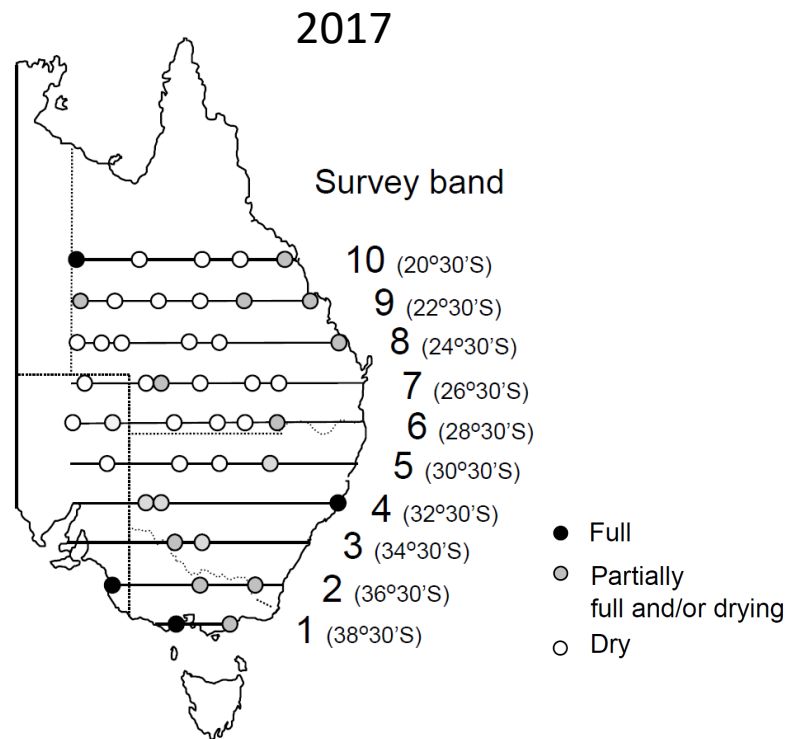 2017
Survey band
10 (20º30'S)
9 (22º30'S)
8 (24º30'S)
7 (26º30'S)
6 (28º30'S)
5 (30º30'S)
4 (32º30'S)
3 (34º30'S)
2 (36º30'S)
1 (38º30'S)
Full
Partially
full and/or drying
Dry